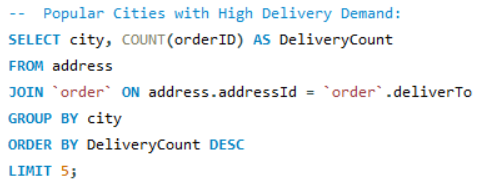 --  Popular Cities with High Delivery Demand:
SELECT city, COUNT(orderID) AS DeliveryCount
FROM address
JOIN `order` ON address.addressId = `order`.deliverTo
GROUP BY city
ORDER BY DeliveryCount DESC
LIMIT 5;